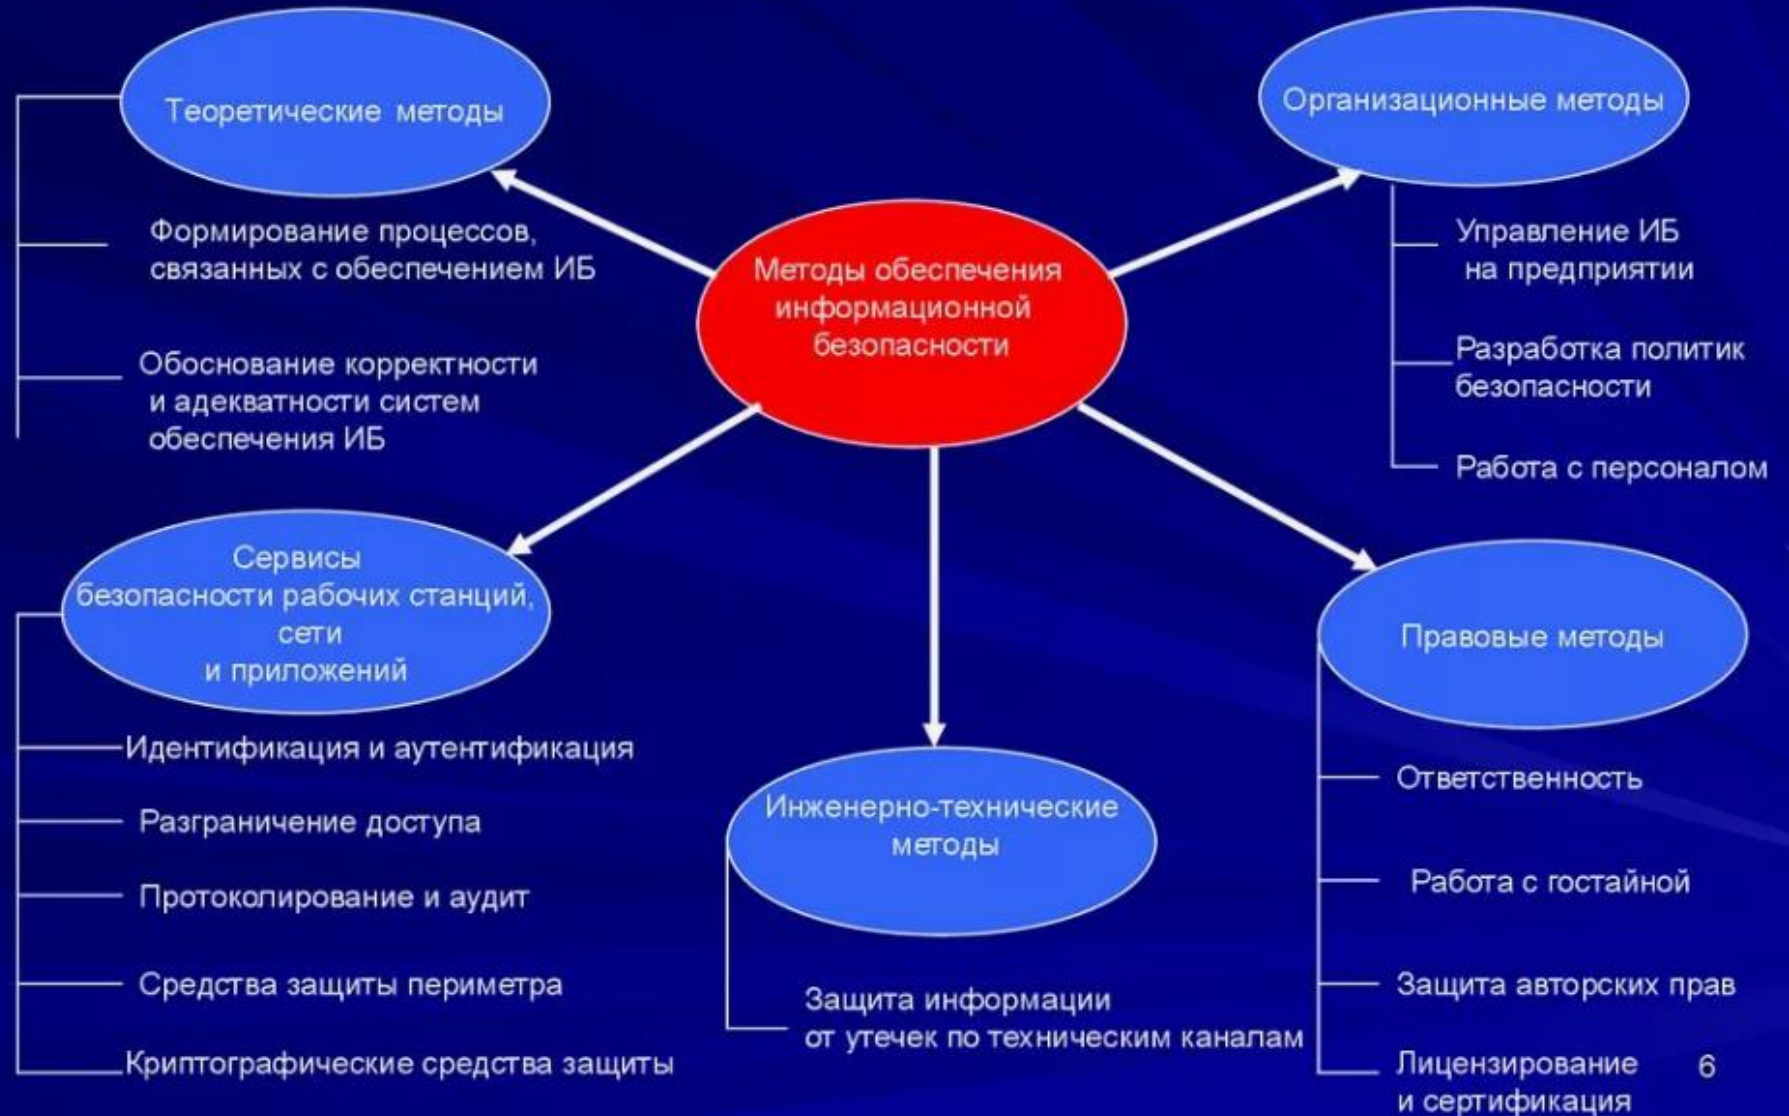 Теоретические методы
Формирование процессов,
связанных с обеспечением ИБ
Обоснование корректности
и адекватности систем
обеспечения ИБ
Методы обеспечения
информационной
безопасности
Организационные методы
Управление ИБ
на предприятии
Разработка политик
безопасности
Работа с персоналом
Сервисы
безопасности рабочих станций,
сети
и приложений
Идентификация и аутентификация
Разграничение доступа
Протоколирование и аудит
Средства защиты периметра
Криптографические средства защиты
Инженерно-технические
методы
Защита информации
от утечек по техническим каналам
Правовые методы
Ответственность
Работа с гостайной
Защита авторских прав
Лицензирование
и сертификация
6